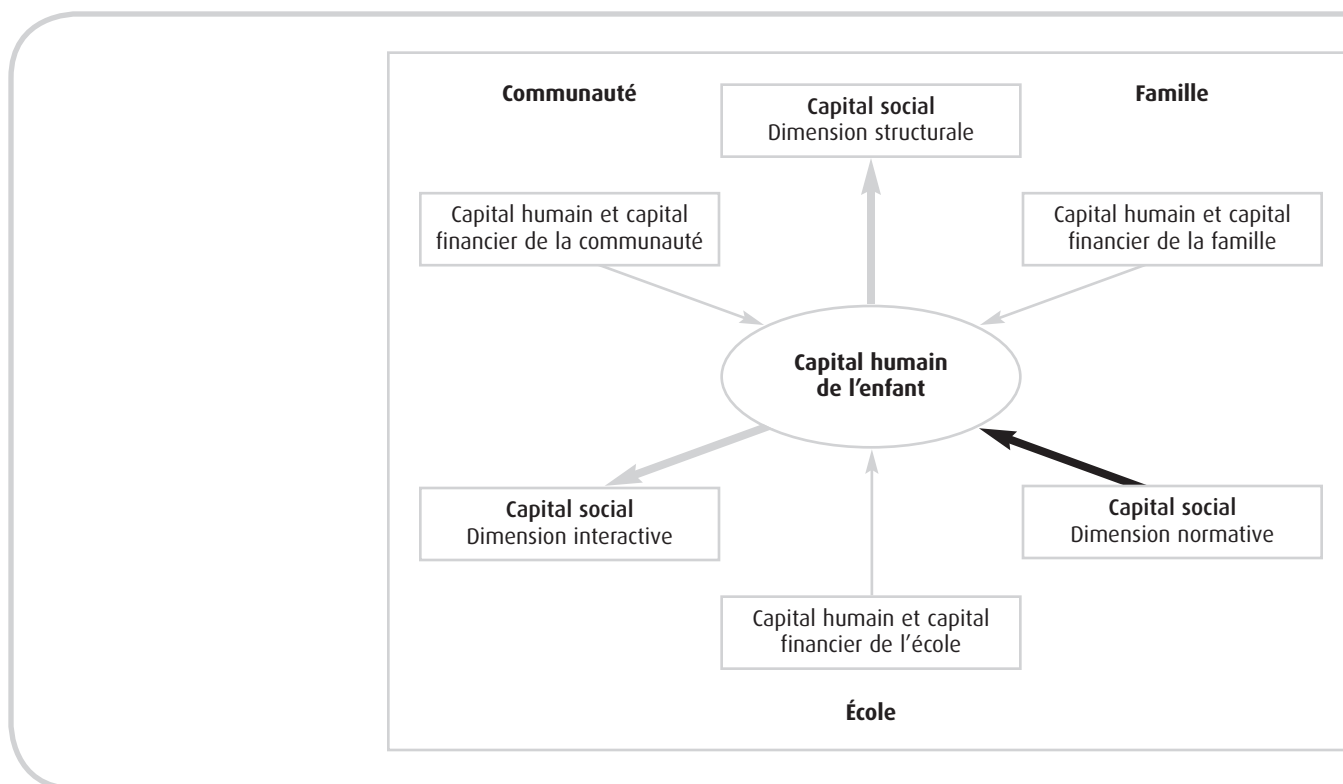 Communauté
Famille
Capital social
Dimension structurale
Capital humain et capital
financier de la communauté
Capital humain et capital
financier de la famille
Capital humain
de l'enfant
Capital social
Dimension interactive
Capital social
Dimension normative
Capital humain et capital
financier de l'école
École